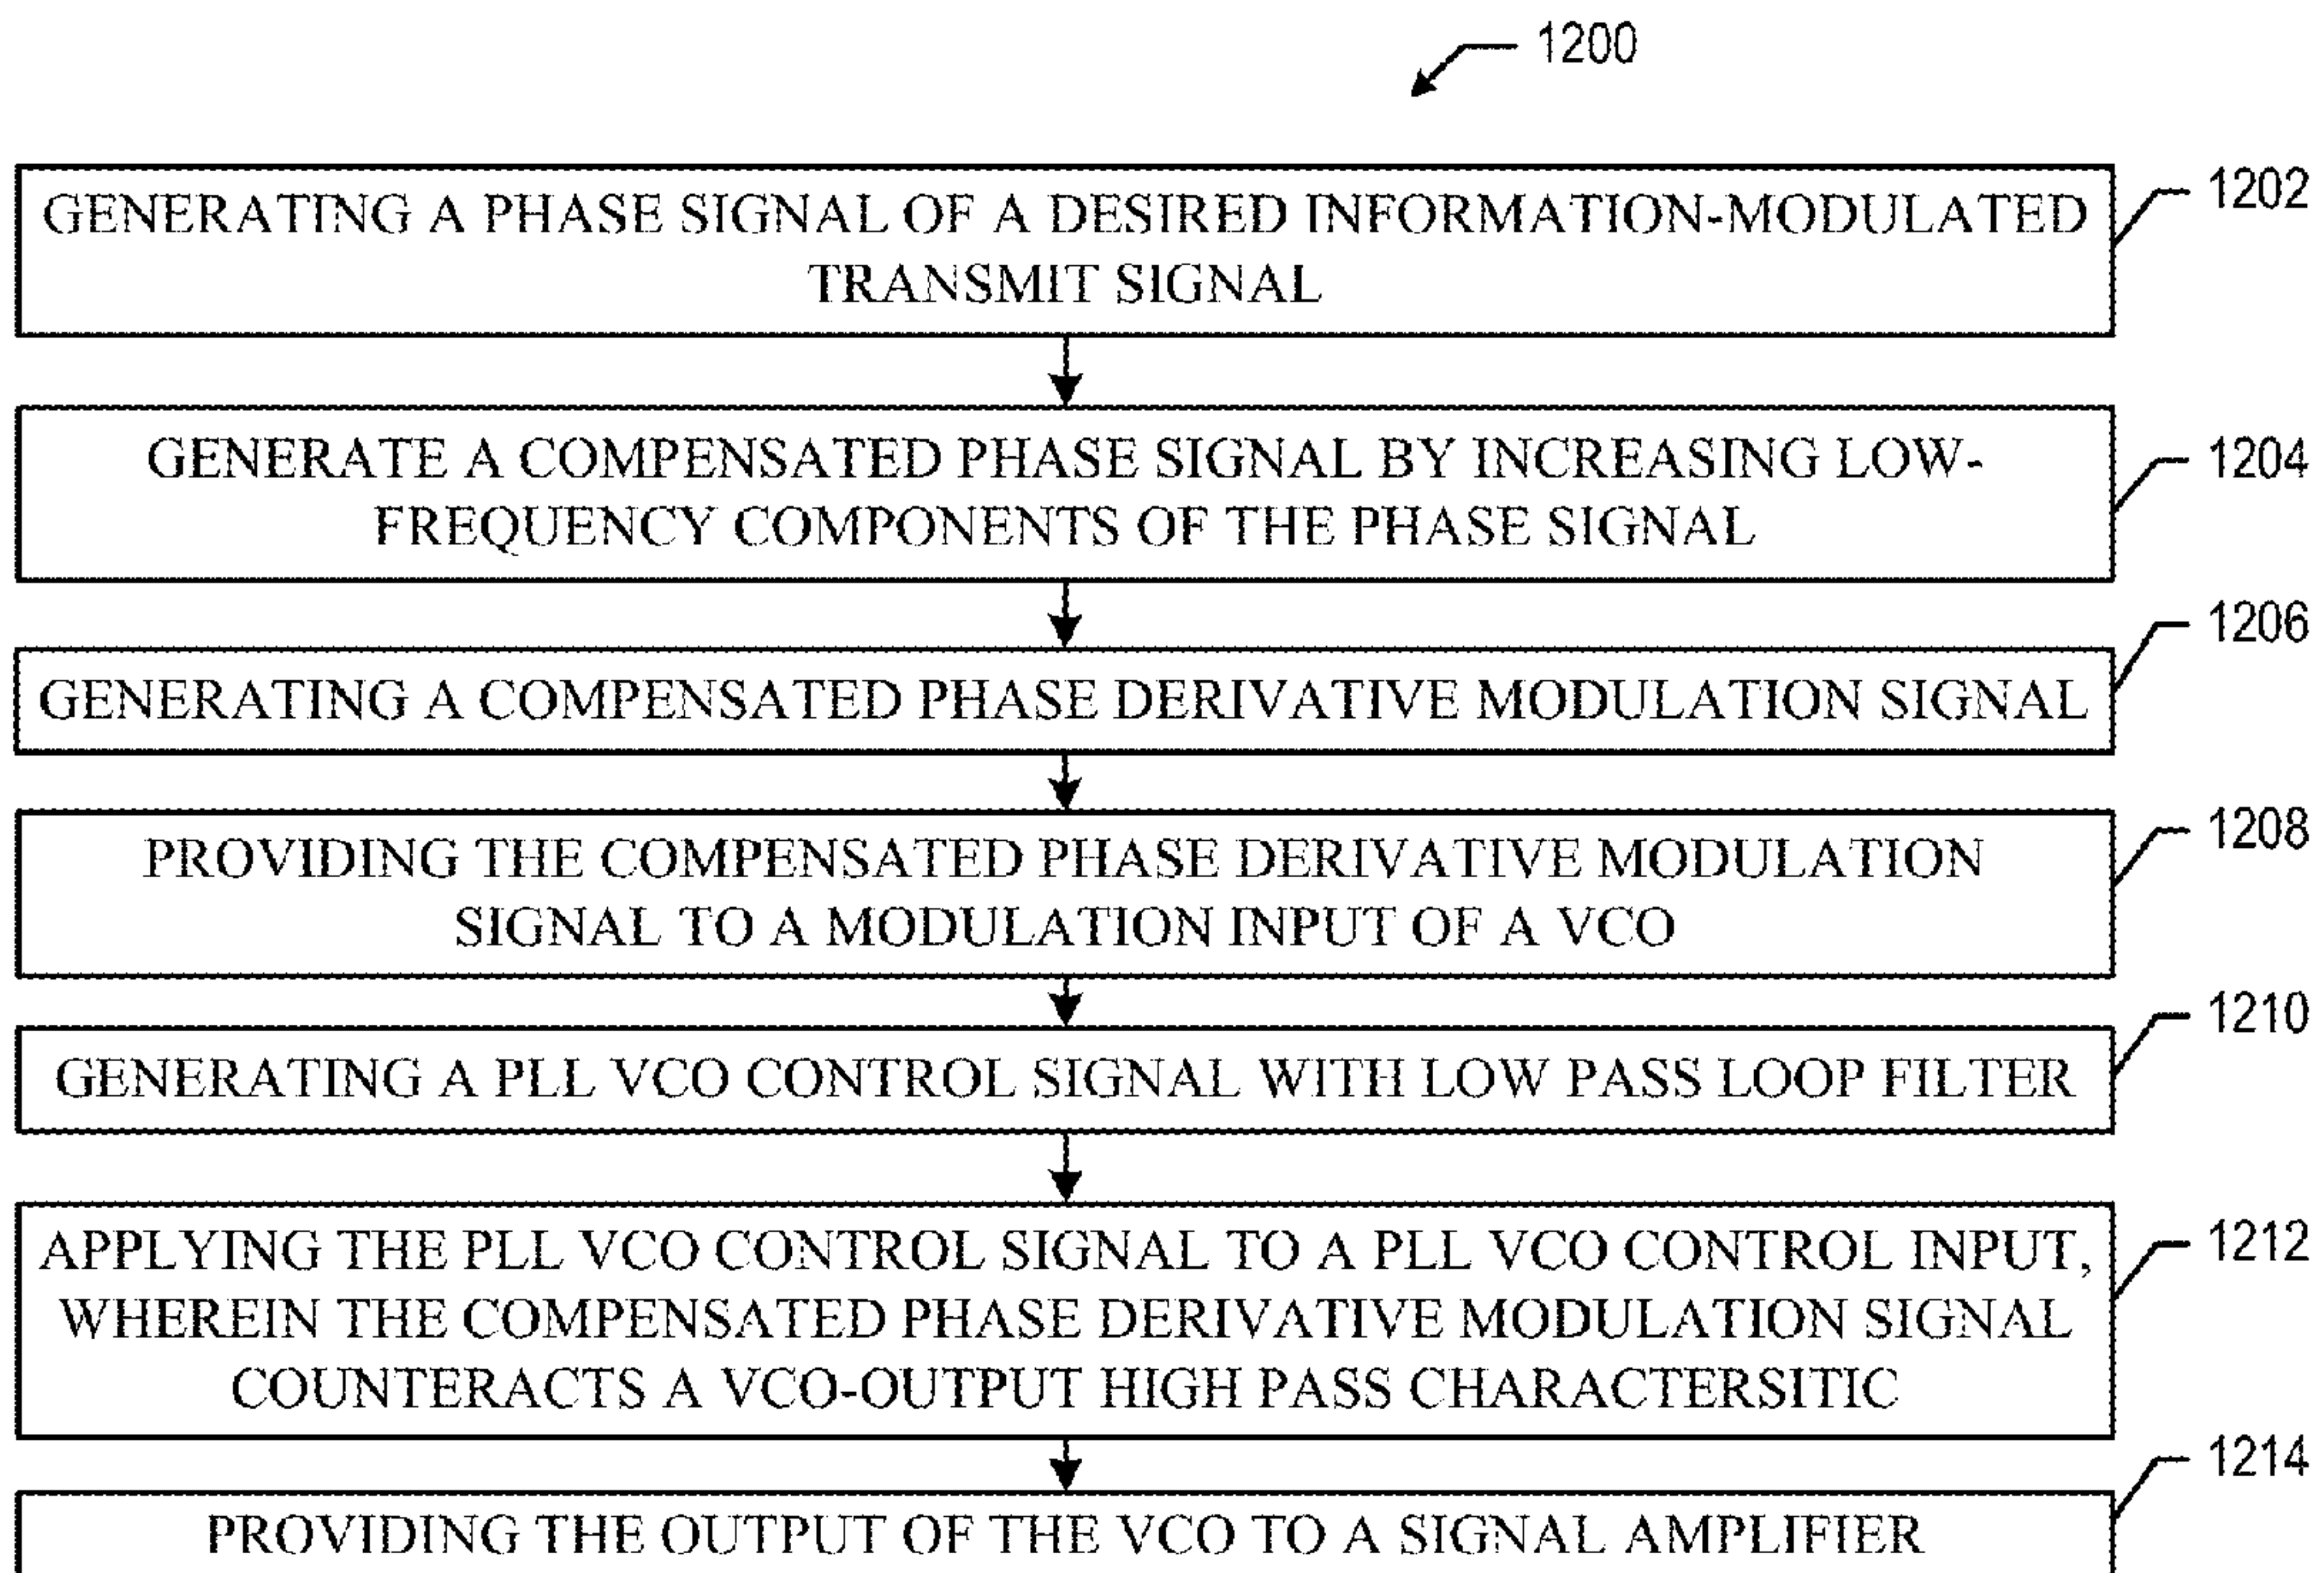 1200
GENERATING A PHASE SIGNAL OF A DESIRED INFORMATION-MODULATED
TRANSMIT SIGNAL
1202
GENERATE A COMPENSATED PHASE SIGNAL BY INCREASING LOW-
FREQUENCY COMPONENTS OF THE PHASE SIGNAL
1204
GENERATING A COMPENSATED PHASE DERIVATIVE MODULATION SIGNAL
1206
PROVIDING THE COMPENSATED PHASE DERIVATIVE MODULATION
SIGNAL TO A MODULATION INPUT OF A VCO
1208
GENERATING A PLL VCO CONTROL SIGNAL WITH LOW PASS LOOP FILTER
1210
APPLYING THE PLL VCO CONTROL SIGNAL TO A PLL VCO CONTROL INPUT,
WHEREIN THE COMPENSATED PHASE DERIVATIVE MODULATION SIGNAL
COUNTERACTS A VCO-OUTPUT HIGH PASS CHARACTERSITIC
1212
PROVIDING THE OUTPUT OF THE VCO TO A SIGNAL AMPLIFIER
1214